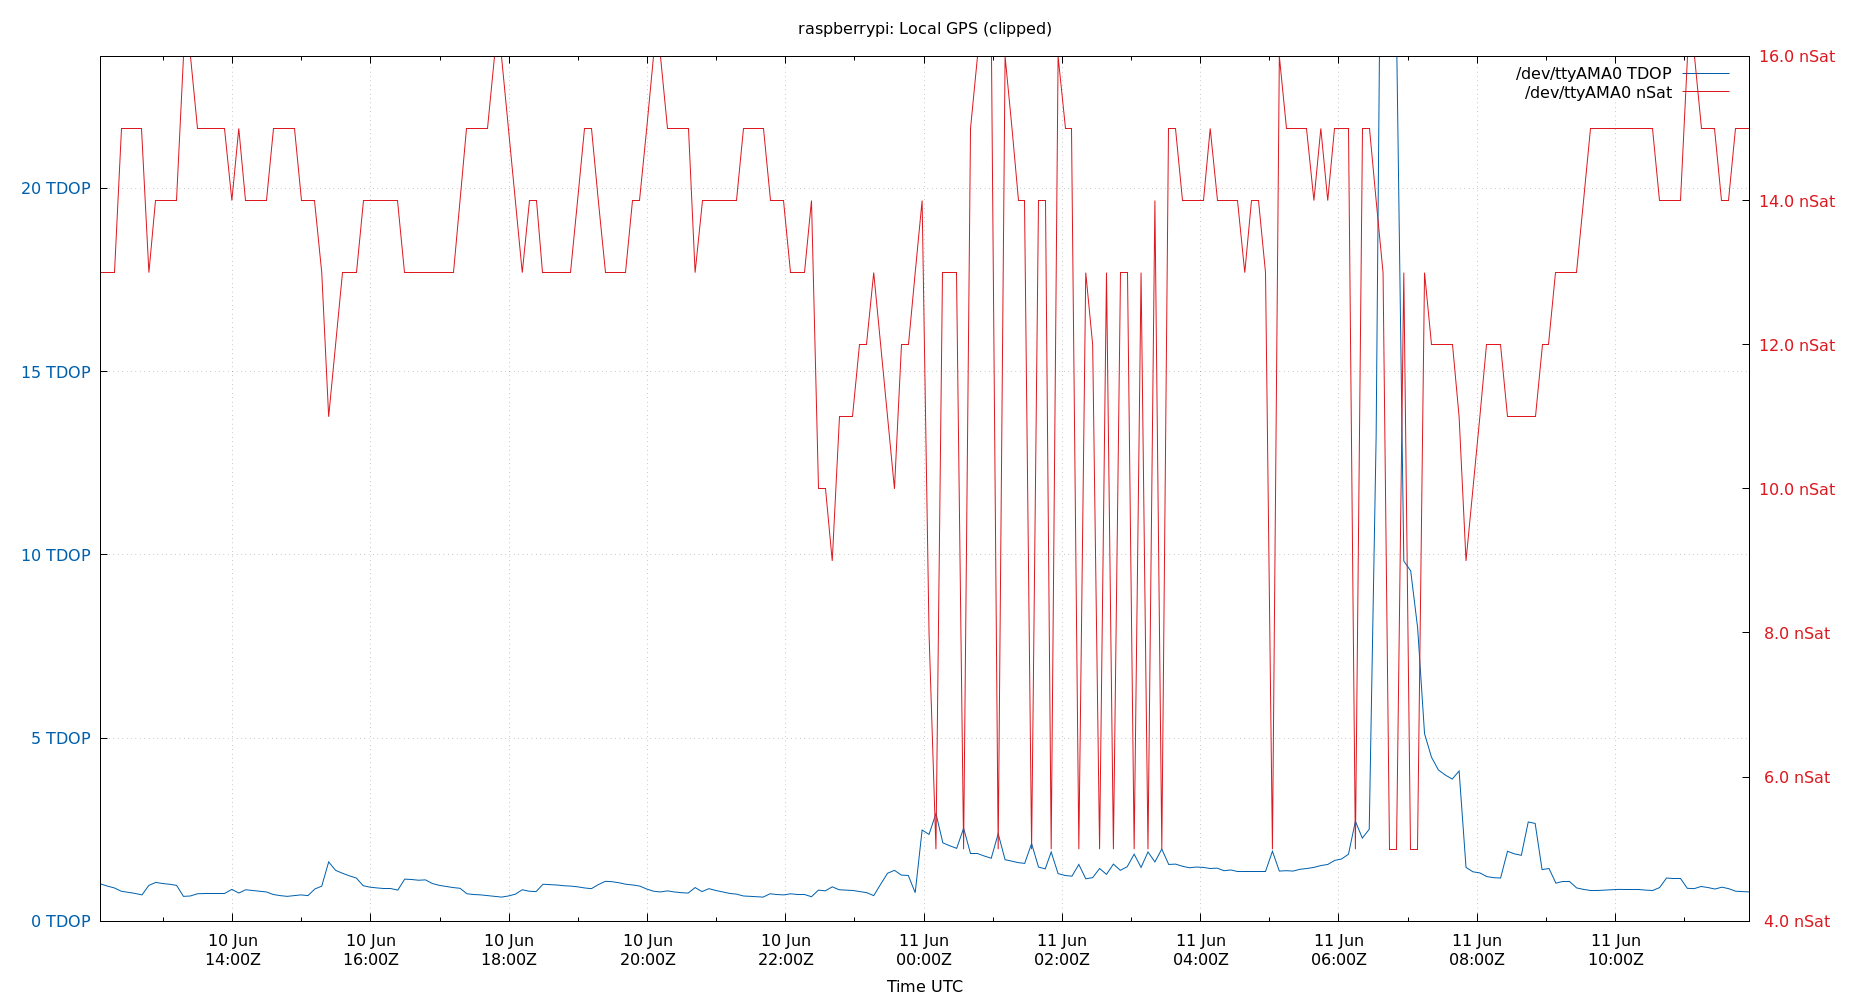 raspberrypi: Local GPS (clipped)
16.0 nSat
/dev/ttyAMA0 TDOP
/dev/ttyAMA0 nSat
20 TDOP
14.0 nSat
12.0 nSat
15 TDOP
10.0 nSat
10 TDOP
8.0 nSat
5 TDOP
6.0 nSat
0 TDOP
4.0 nSat
10 Jun 10 Jun 10 Jun 10 Jun 10 Jun 11 Jun 11 Jun 11 Jun 11 Jun 11 Jun 11 Jun
14:00Z 16:00Z 18:00Z 20:00Z 22:00Z 00:00Z 02:00Z 04:00Z 06:00Z 08:00Z 10:00Z
Time UTC